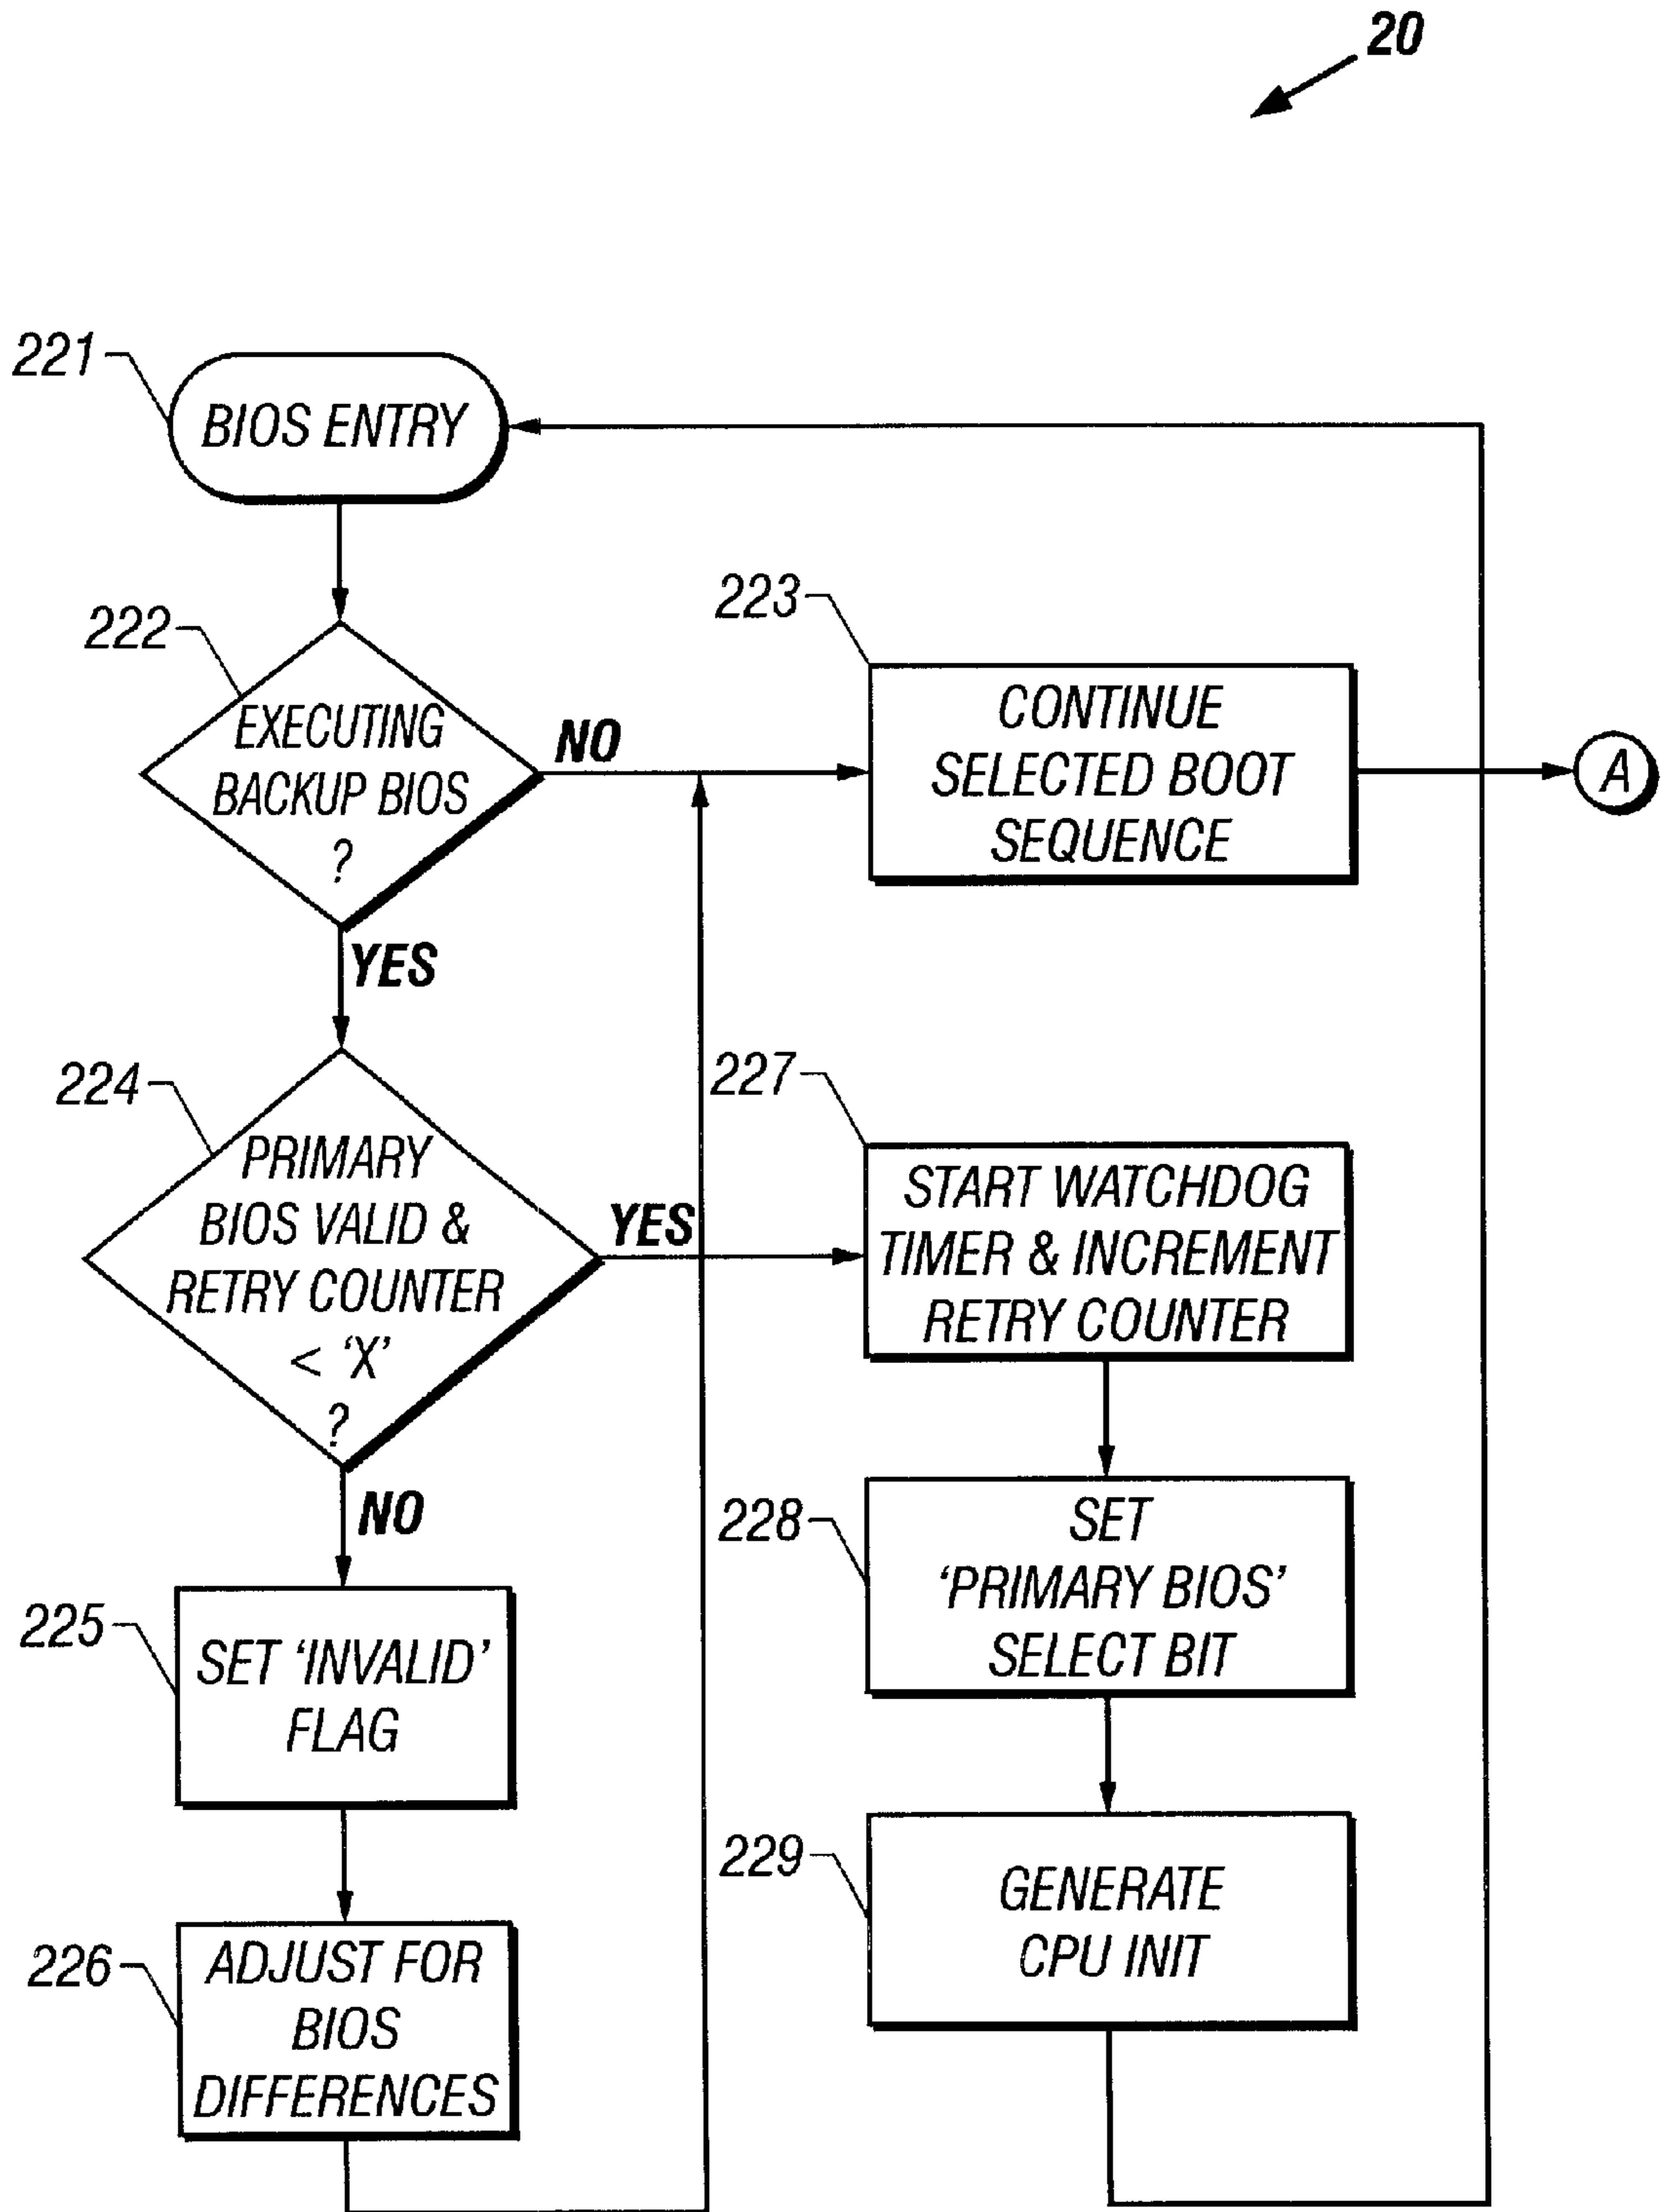 20
221
BIOS ENTRY
222
EXECUTING
BACKUP BIOS
?
NO
YES
223
CONTINUE
SELECTED BOOT
SEQUENCE
A
224
PRIMARY
BIOS VALID &
RETRY COUNTER
< 'X'
?
YES
NO
227
START WATCHDOG
TIMER & INCREMENT
RETRY COUNTER
225
SET 'INVALID'
FLAG
228
SET
'PRIMARY BIOS'
SELECT BIT
226
ADJUST FOR
BIOS
DIFFERENCES
229
GENERATE
CPU INIT